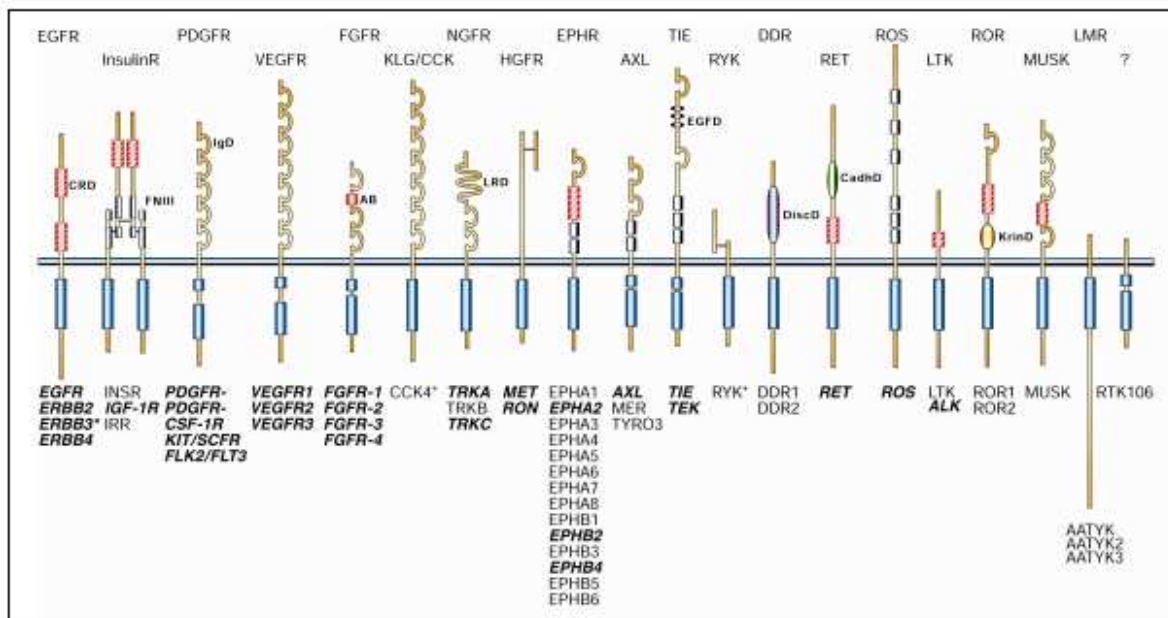 EGFR PDGFR FGFR NGFR EPHR TIE DDR ROS ROR LMR
InsulinR VEGFR KLG/CCK HGFR AXL RYK RET LTK MUSK ?
IgD
EGFD
CRD
LRD
CadhD
FNIII
AB
DiscD
KrinD
EGFR INSR PDGFR- VEGFR1 FGFR-1 CCK4* TRKA MET EPHA1 AXL TIE RYK* DDR1 RET ROS LTK ROR1 MUSK RTK106
ERBB2 IGF-1R PDGFR- VEGFR2 FGFR-2 TRKB RON EPHA2 MER TEK DDR2 ALK ROR2
ERBB3* IRR CSF-1R VEGFR3 FGFR-3 TRKC EPHA3 TYRO3
ERBB4 KIT/SCFR FGFR-4 EPHA4
FLK2/FLT3 EPHA5
EPHA6
EPHA7
EPHA8
EPHB1
EPHB2
EPHB3
EPHB4
EPHB5
EPHB6
AATYK
AATYK2
AATYK3